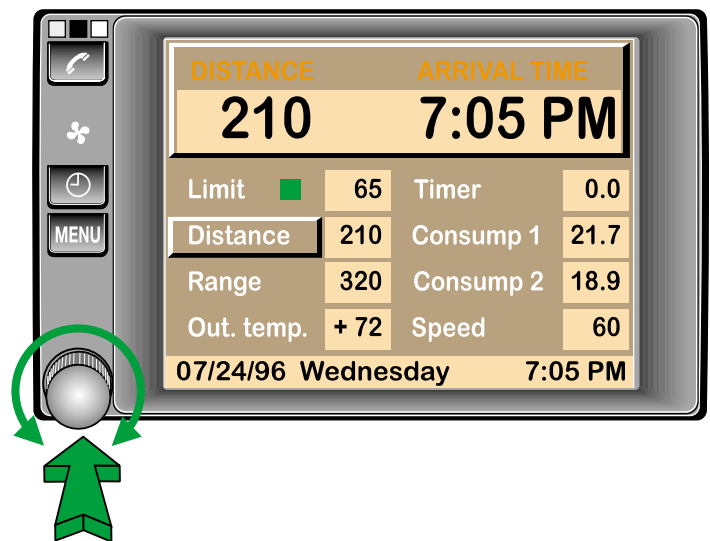 DISTANCE ARRIVAL TIME
210 7:05 PM
Limit 65 Timer 0.0
MENU Distance 210 Consump 1 21.7
Range 320 Consump 2 18.9
Out. temp. + 72 Speed 60
07/24/96 Wednesday 7:05 PM